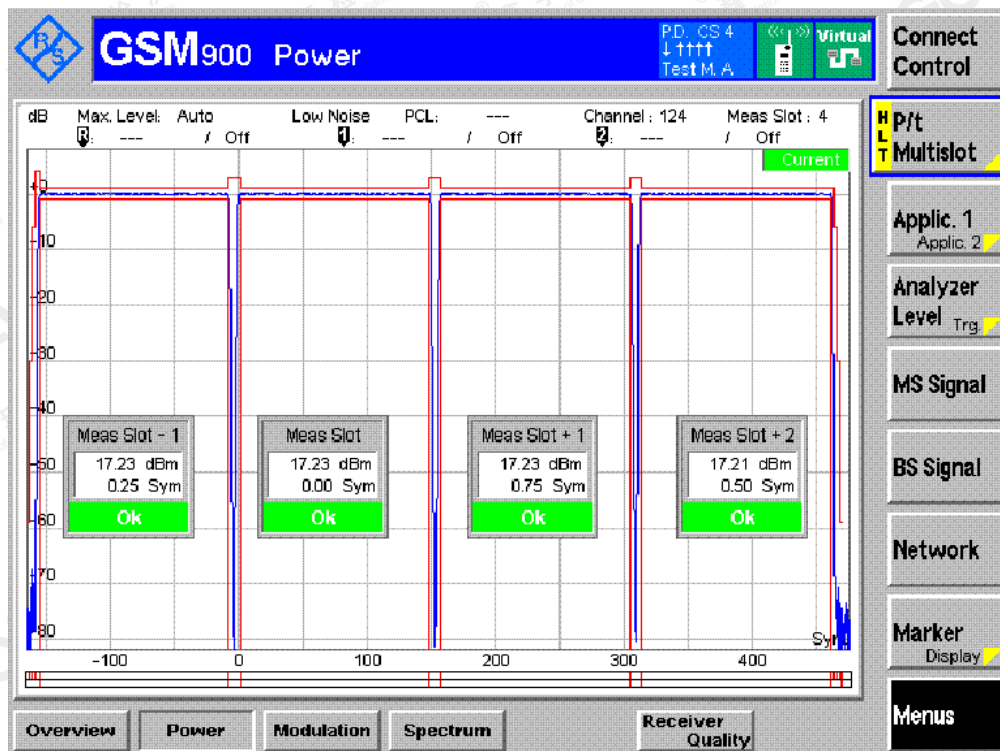 R/S
GSM900 Power
P.D. CS 4
↓↑↑↑↑
Test M. A
Virtual
Connect
Control
dB Max. Level: Auto Low Noise PCL: --- Channel : 124 Meas Slot : 4
R: --- / Off 1: --- / Off 2: --- / Off
Current
H
L
T
P/t
Multislot
Applic. 1
Applic. 2
Analyzer
Level Trg.
MS Signal
BS Signal
Network
Marker
Display
Menus
+0
-10
-20
-30
-40
-50
-60
-70
-80
Meas Slot - 1
17.23 dBm
0.25 Sym
Ok
Meas Slot
17.23 dBm
0.00 Sym
Ok
Meas Slot + 1
17.23 dBm
0.75 Sym
Ok
Meas Slot + 2
17.21 dBm
0.50 Sym
Ok
-100 0 100 200 300 400
Overview Power Modulation Spectrum Receiver
Quality